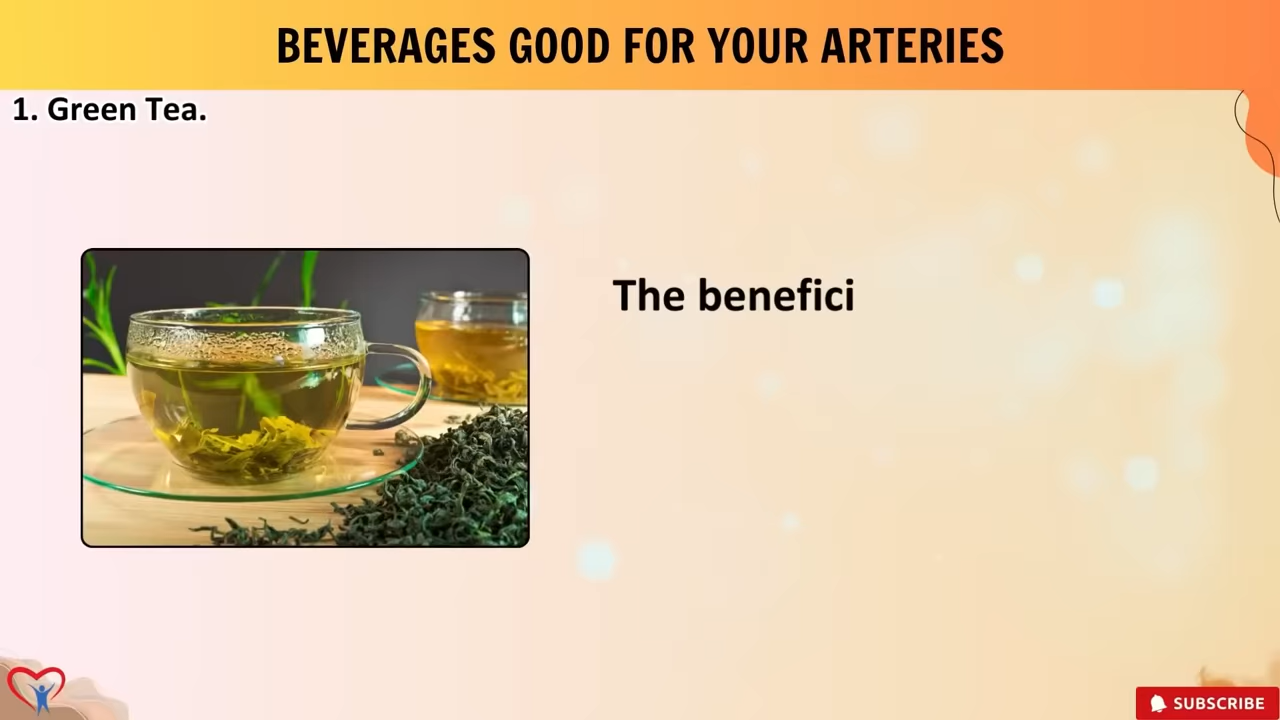 BEVERAGES GOOD FOR YOUR ARTERIES
1. Green Tea.
The benefici
SUBSCRIBE